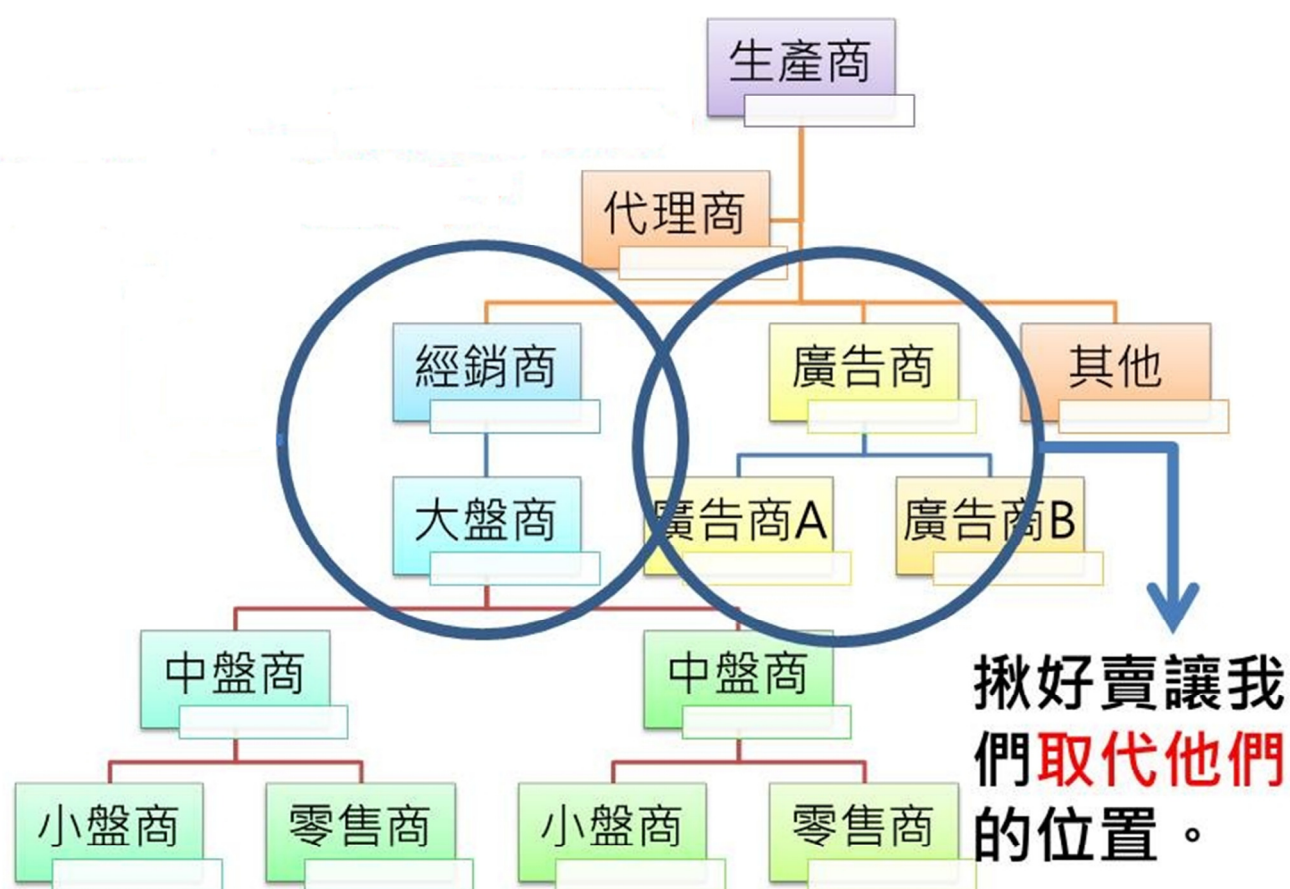 生產商
代理商
經銷商
廣告商
其他
大盤商
廣告商A
廣告商B
中盤商
中盤商
小盤商
零售商
小盤商
零售商
揪好賣讓我
們取代他們
的位置。